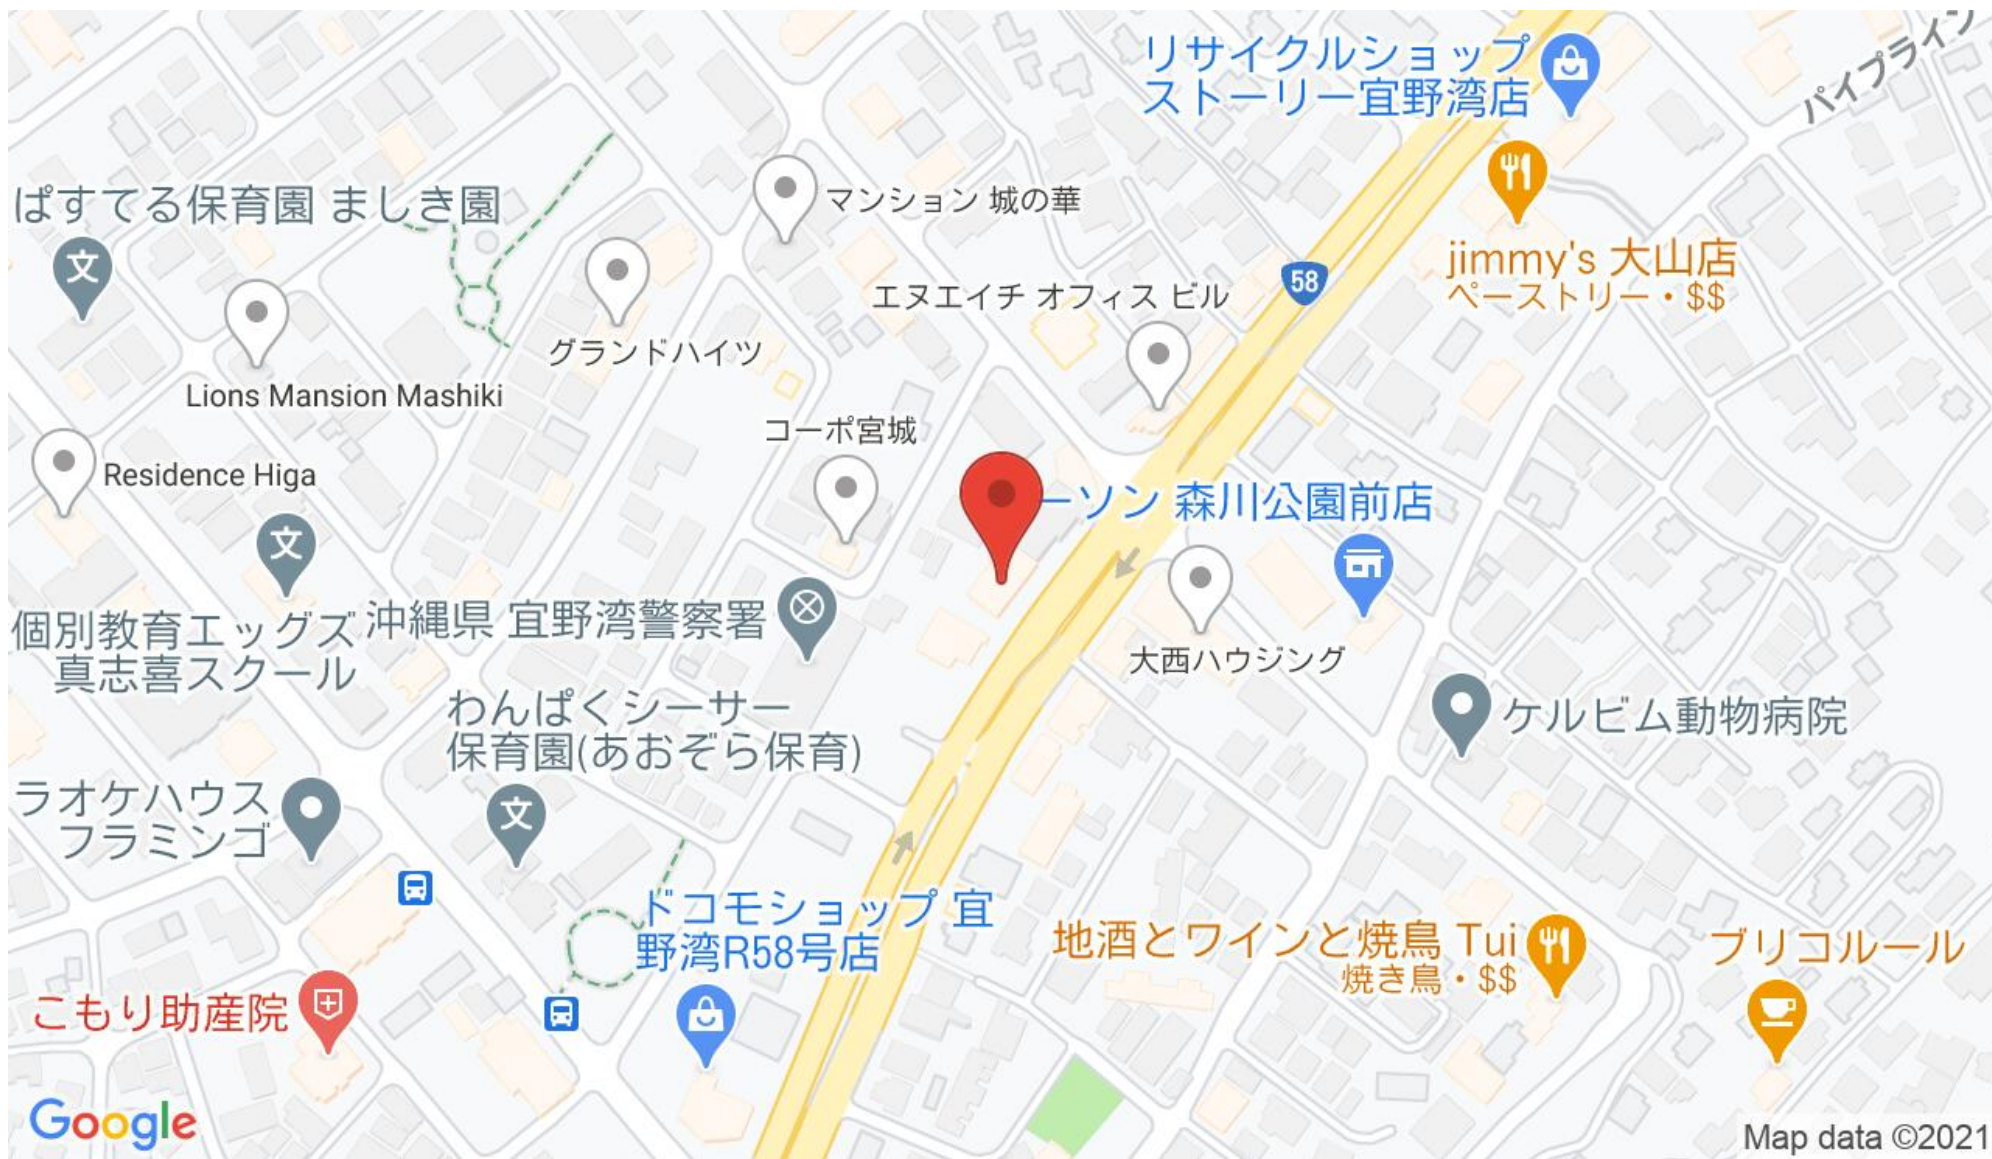 リサイクルショップ
ストーリー宜野湾店
パイプライン
ぱすてる保育園 ましき園
文
マンション 城の華
jimmy's 大山店
ペーストリー・$$
58
エヌエイチ オフィス ビル
グランドハイツ
Lions Mansion Mashiki
コーポ宮城
Residence Higa
ーソン 森川公園前店
文
個別教育エッグズ
真志喜スクール
沖縄県 宜野湾警察署
大西ハウジング
わんぱくシーサー
保育園(あおぞら保育)
文
ケルビム動物病院
ラオケハウス
フラミンゴ
ドコモショップ 宜
野湾R58号店
地酒とワインと焼鳥 Tui
焼き鳥・$$
ブリコルール
こもり助産院
Google
Map data ©2021